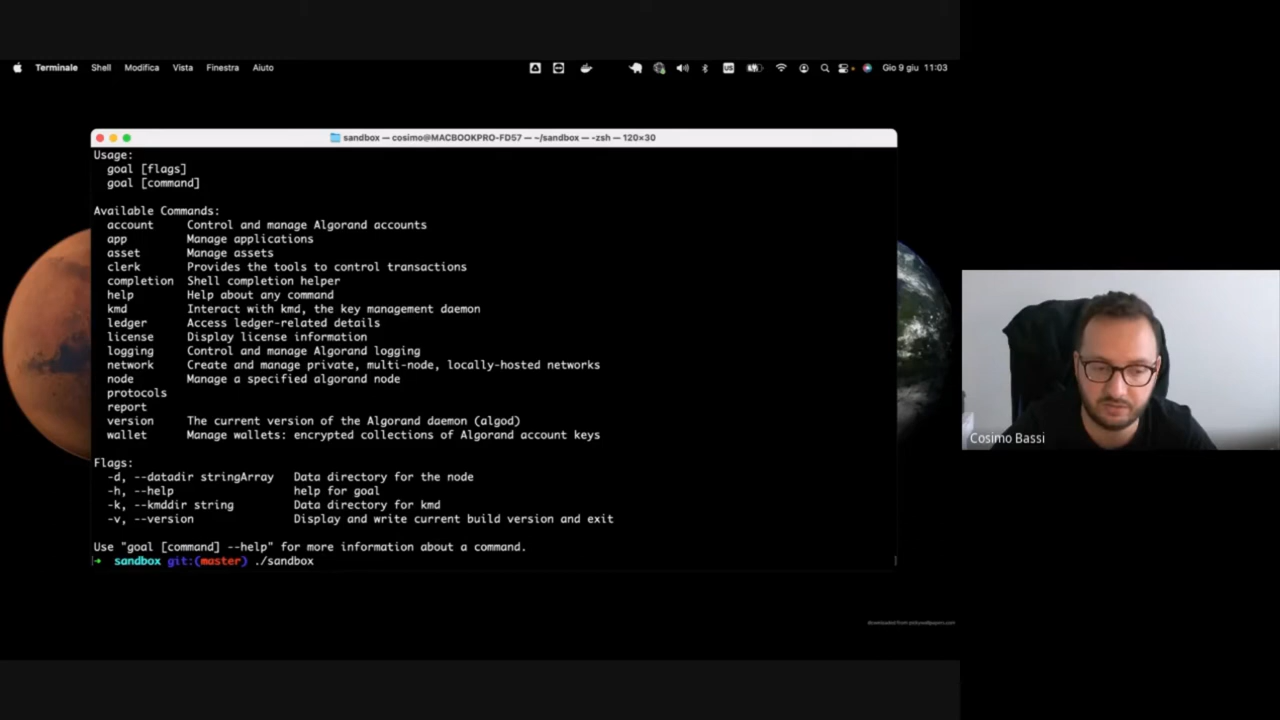 Terminale Shell Modifica Vista Finestra Aiuto
US
Gio 9 giu 11:03
sandbox — cosimo@MACBOOKPRO-FD57 — ~/sandbox — -zsh — 120×30
Usage:
goal [flags]
goal [command]
Available Commands:
account Control and manage Algorand accounts
app Manage applications
asset Manage assets
clerk Provides the tools to control transactions
completion Shell completion helper
help Help about any command
kmd Interact with kmd, the key management daemon
ledger Access ledger-related details
license Display license information
logging Control and manage Algorand logging
network Create and manage private, multi-node, locally-hosted networks
node Manage a specified algorand node
protocols
report
version The current version of the Algorand daemon (algod)
wallet Manage wallets: encrypted collections of Algorand account keys
Flags:
-d, --datadir stringArray Data directory for the node
-h, --help help for goal
-k, --kmddir string Data directory for kmd
-v, --version Display and write current build version and exit
Use "goal [command] --help" for more information about a command.
➜ sandbox git:(master) ./sandbox
Cosimo Bassi